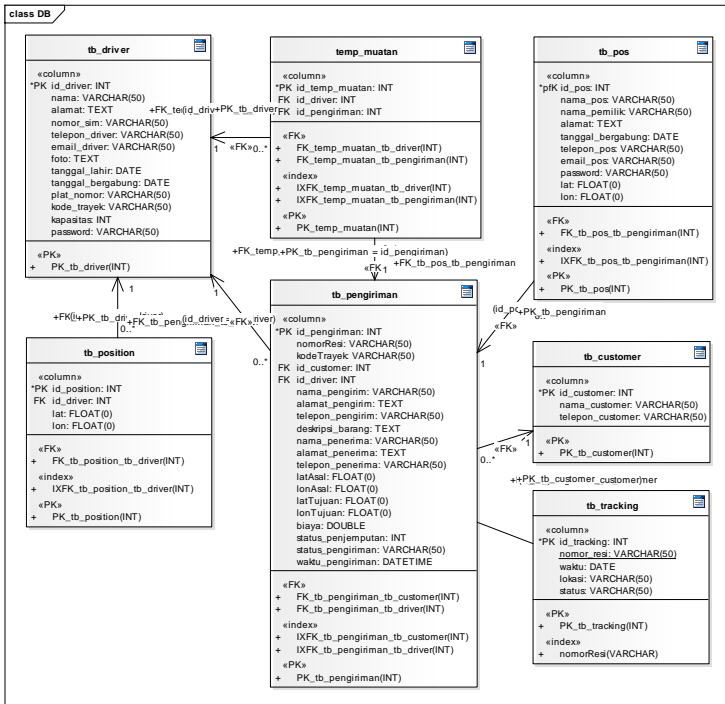 class DB
tb_driver
«column»
*PK id_driver: INT
nama: VARCHAR(50)
alamat: TEXT
nomor_sim: VARCHAR(50)
telepon_driver: VARCHAR(50)
email_driver: VARCHAR(50)
foto: TEXT
tanggal_lahir: DATE
tanggal_bergabung: DATE
plat_nomor: VARCHAR(50)
kode_trayek: VARCHAR(50)
kapasitas: INT
password: VARCHAR(50)
«PK»
+ PK_tb_driver(INT)
temp_muatan
«column»
*PK id_temp_muatan: INT
FK id_driver: INT
FK id_pengiriman: INT
«FK»
+ FK_temp_muatan_tb_driver(INT)
+ FK_temp_muatan_tb_pengiriman(INT)
«index»
+ IXFK_temp_muatan_tb_driver(INT)
+ IXFK_temp_muatan_tb_pengiriman(INT)
«PK»
+ PK_temp_muatan(INT)
tb_pos
«column»
*pfK id_pos: INT
nama_pos: VARCHAR(50)
nama_pemilik: VARCHAR(50)
alamat: TEXT
tanggal_bergabung: DATE
telepon_pos: VARCHAR(50)
email_pos: VARCHAR(50)
password: VARCHAR(50)
lat: FLOAT(0)
lon: FLOAT(0)
«FK»
+ FK_tb_pos_tb_pengiriman(INT)
«index»
+ IXFK_tb_pos_tb_pengiriman(INT)
«PK»
+ PK_tb_pos(INT)
+PK_tb_driver
1
«FK»
0..*
+PK_tb_pengiriman = id_pengiriman)
«FK»
1
+FK_tb_pos_tb_pengiriman
+PK_tb_pengiriman
«FK»
0..*
1
1
1
+PK_tb_dri
«FK»
0..*
0..*
tb_position
«column»
*PK id_position: INT
FK id_driver: INT
lat: FLOAT(0)
lon: FLOAT(0)
«FK»
+ FK_tb_position_tb_driver(INT)
«index»
+ IXFK_tb_position_tb_driver(INT)
«PK»
+ PK_tb_position(INT)
tb_pengiriman
«column»
*PK id_pengiriman: INT
nomorResi: VARCHAR(50)
kodeTrayek: VARCHAR(50)
FK id_customer: INT
FK id_driver: INT
nama_pengirim: VARCHAR(50)
alamat_pengirim: TEXT
telepon_pengirim: VARCHAR(50)
deskripsi_barang: TEXT
nama_penerima: VARCHAR(50)
alamat_penerima: TEXT
telepon_penerima: VARCHAR(50)
latAsal: FLOAT(0)
lonAsal: FLOAT(0)
latTujuan: FLOAT(0)
lonTujuan: FLOAT(0)
biaya: DOUBLE
status_penjemputan: INT
status_pengiriman: VARCHAR(50)
waktu_pengiriman: DATETIME
«FK»
+ FK_tb_pengiriman_tb_customer(INT)
+ FK_tb_pengiriman_tb_driver(INT)
«index»
+ IXFK_tb_pengiriman_tb_customer(INT)
+ IXFK_tb_pengiriman_tb_driver(INT)
«PK»
+ PK_tb_pengiriman(INT)
tb_customer
«column»
*PK id_customer: INT
nama_customer: VARCHAR(50)
telepon_customer: VARCHAR(50)
«PK»
+ PK_tb_customer(INT)
0..*
«FK»
1
+PK_tb_customer
tb_tracking
«column»
*PK id_tracking: INT
nomor_resi: VARCHAR(50)
waktu: DATE
lokasi: VARCHAR(50)
status: VARCHAR(50)
«PK»
+ PK_tb_tracking(INT)
«index»
+ nomorResi(VARCHAR)